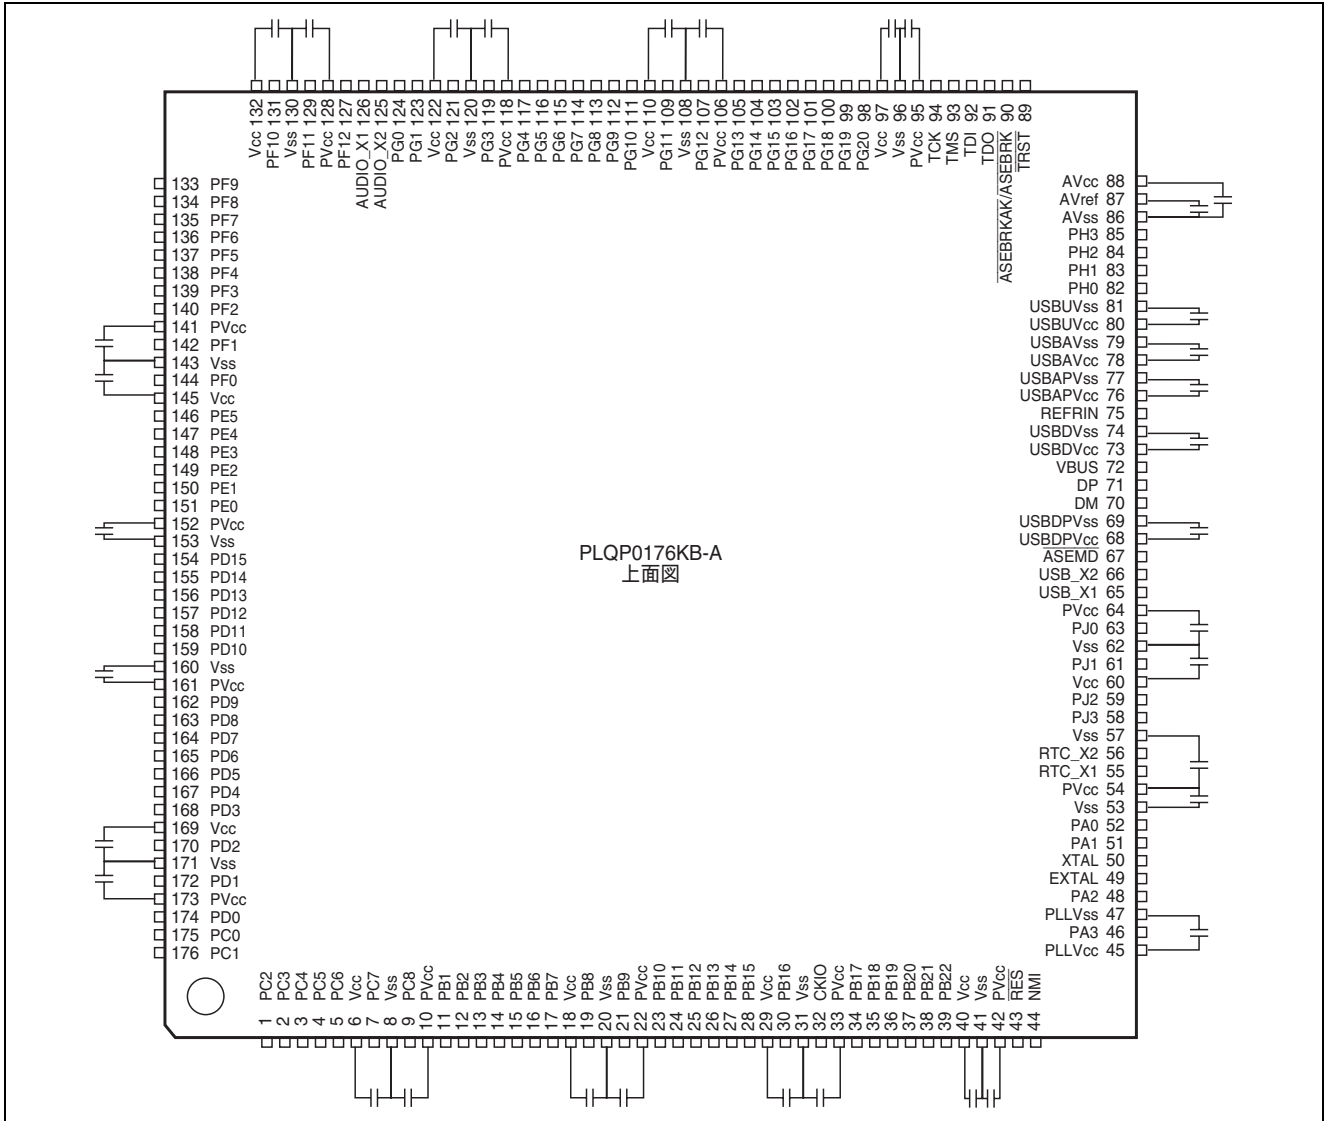 Vcc 132
PF10 131
Vss 130
PF11 129
PVcc 128
PF12 127
AUDIO_X1 126
AUDIO_X2 125
PG0 124
PG1 123
Vcc 122
PG2 121
Vss 120
PG3 119
PVcc 118
PG4 117
PG5 116
PG6 115
PG7 114
PG8 113
PG9 112
PG10 111
Vcc 110
PG11 109
Vss 108
PG12 107
PVcc 106
PG13 105
PG14 104
PG15 103
PG16 102
PG17 101
PG18 100
PG19 99
PG20 98
Vcc 97
Vss 96
PVcc 95
TCK 94
TMS 93
TDI 92
TDO 91
ASEBRKAK/ASEBRK 90
TRST 89
133 PF9
134 PF8
135 PF7
136 PF6
137 PF5
138 PF4
139 PF3
140 PF2
141 PVcc
142 PF1
143 Vss
144 PF0
145 Vcc
146 PE5
147 PE4
148 PE3
149 PE2
150 PE1
151 PE0
152 PVcc
153 Vss
154 PD15
155 PD14
156 PD13
157 PD12
158 PD11
159 PD10
160 Vss
161 PVcc
162 PD9
163 PD8
164 PD7
165 PD6
166 PD5
167 PD4
168 PD3
169 Vcc
170 PD2
171 Vss
172 PD1
173 PVcc
174 PD0
175 PC0
176 PC1
PLQP0176KB-A
上面図
AVcc 88
AVref 87
AVss 86
PH3 85
PH2 84
PH1 83
PH0 82
USBUVss 81
USBUVcc 80
USBAVss 79
USBAVcc 78
USBAPVss 77
USBAPVcc 76
REFRIN 75
USBDVss 74
USBDVcc 73
VBUS 72
DP 71
DM 70
USBDPVss 69
USBDPVcc 68
ASEMD 67
USB_X2 66
USB_X1 65
PVcc 64
PJ0 63
Vss 62
PJ1 61
Vcc 60
PJ2 59
PJ3 58
Vss 57
RTC_X2 56
RTC_X1 55
PVcc 54
Vss 53
PA0 52
PA1 51
XTAL 50
EXTAL 49
PA2 48
PLLVss 47
PA3 46
PLLVcc 45
1 PC2
2 PC3
3 PC4
4 PC5
5 PC6
6 Vcc
7 PC7
8 Vss
9 PC8
10 PVcc
11 PB1
12 PB2
13 PB3
14 PB4
15 PB5
16 PB6
17 PB7
18 Vcc
19 PB8
20 Vss
21 PB9
22 PVcc
23 PB10
24 PB11
25 PB12
26 PB13
27 PB14
28 PB15
29 Vcc
30 PB16
31 Vss
32 CKIO
33 PVcc
34 PB17
35 PB18
36 PB19
37 PB20
38 PB21
39 PB22
40 Vcc
41 Vss
42 PVcc
43 RES
44 NMI